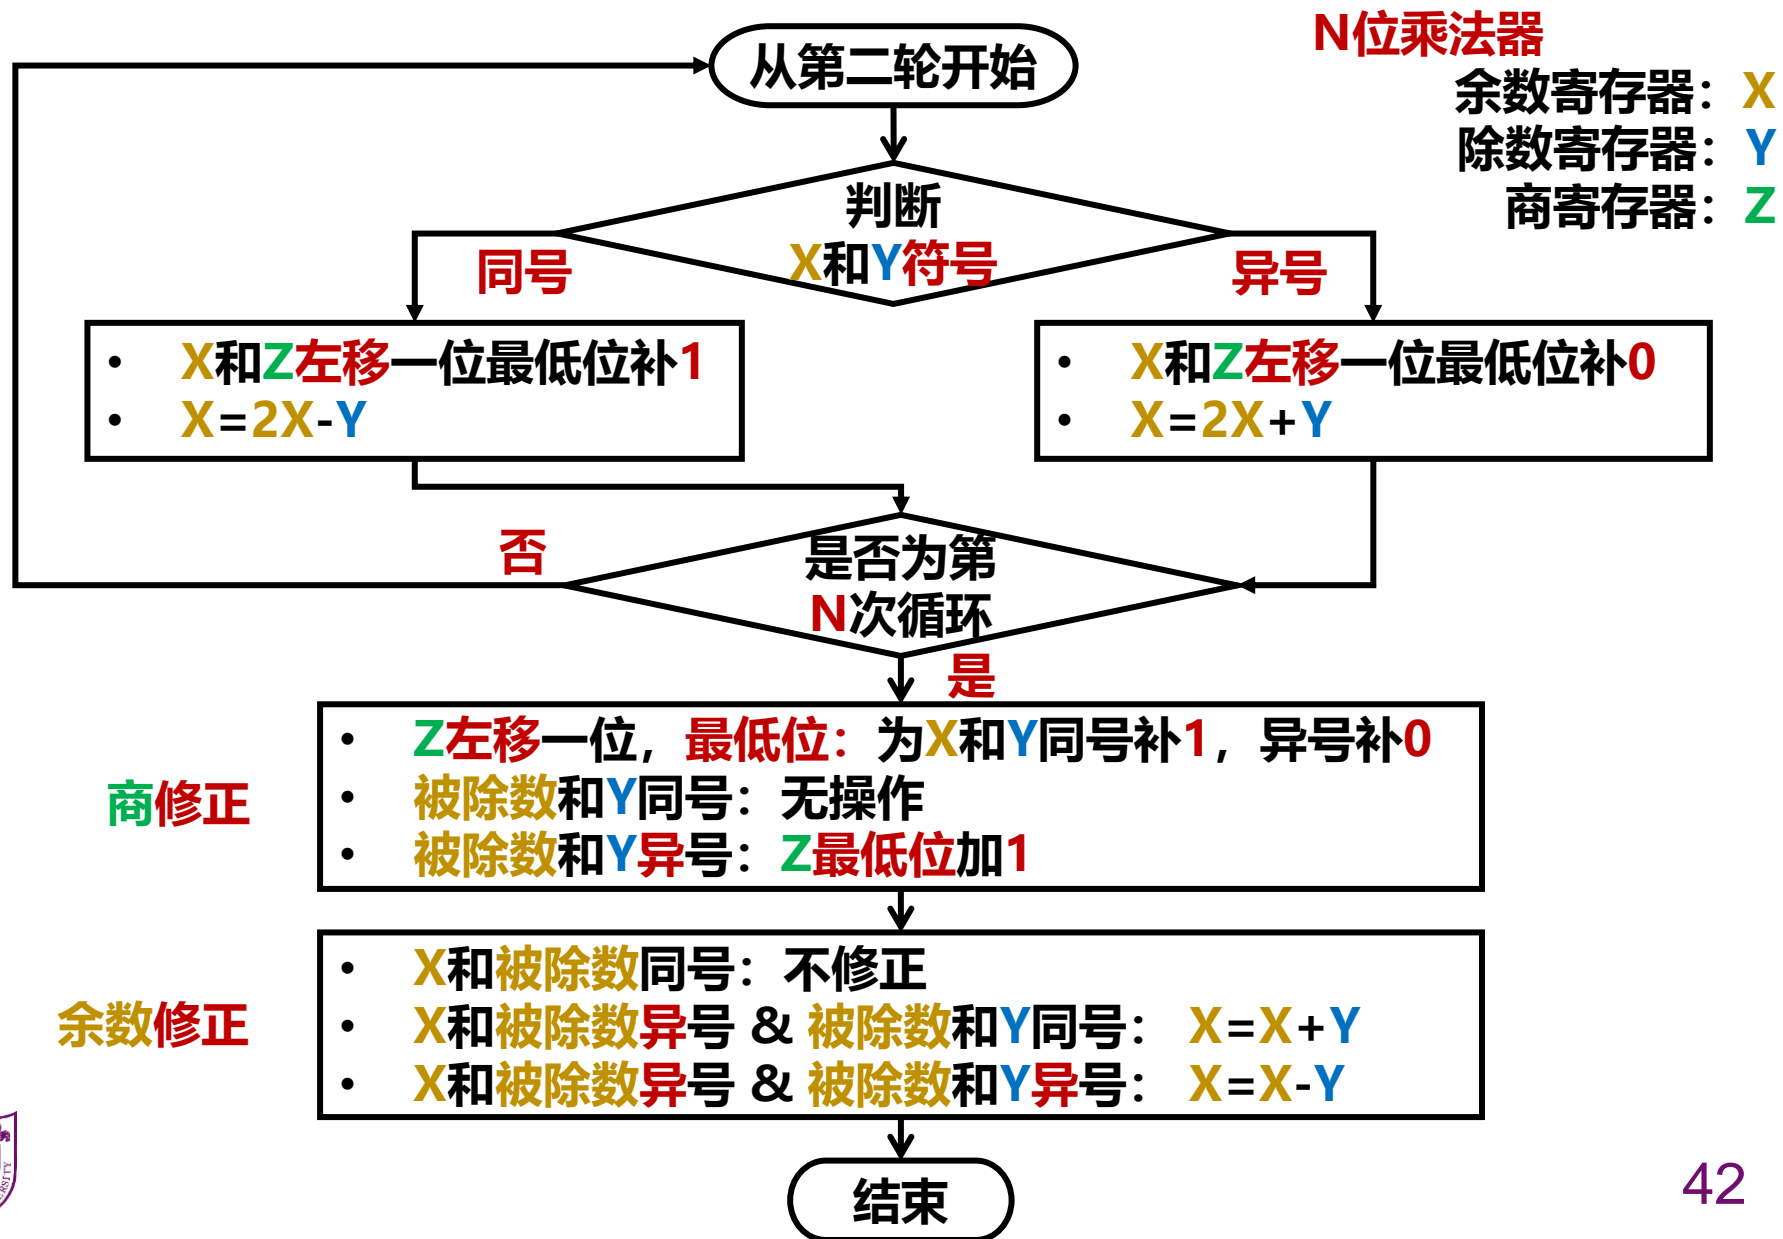 N位乘法器
余数寄存器：X
除数寄存器：Y
商寄存器：Z
从第二轮开始
判断
X和Y符号
同号
异号
• X和Z左移一位最低位补1
• X=2X-Y
• X和Z左移一位最低位补0
• X=2X+Y
否
是否为第
N次循环
是
商修正
• Z左移一位，最低位：为X和Y同号补1，异号补0
• 被除数和Y同号：无操作
• 被除数和Y异号：Z最低位加1
余数修正
• X和被除数同号：不修正
• X和被除数异号 & 被除数和Y同号： X=X+Y
• X和被除数异号 & 被除数和Y异号： X=X-Y
结束
42